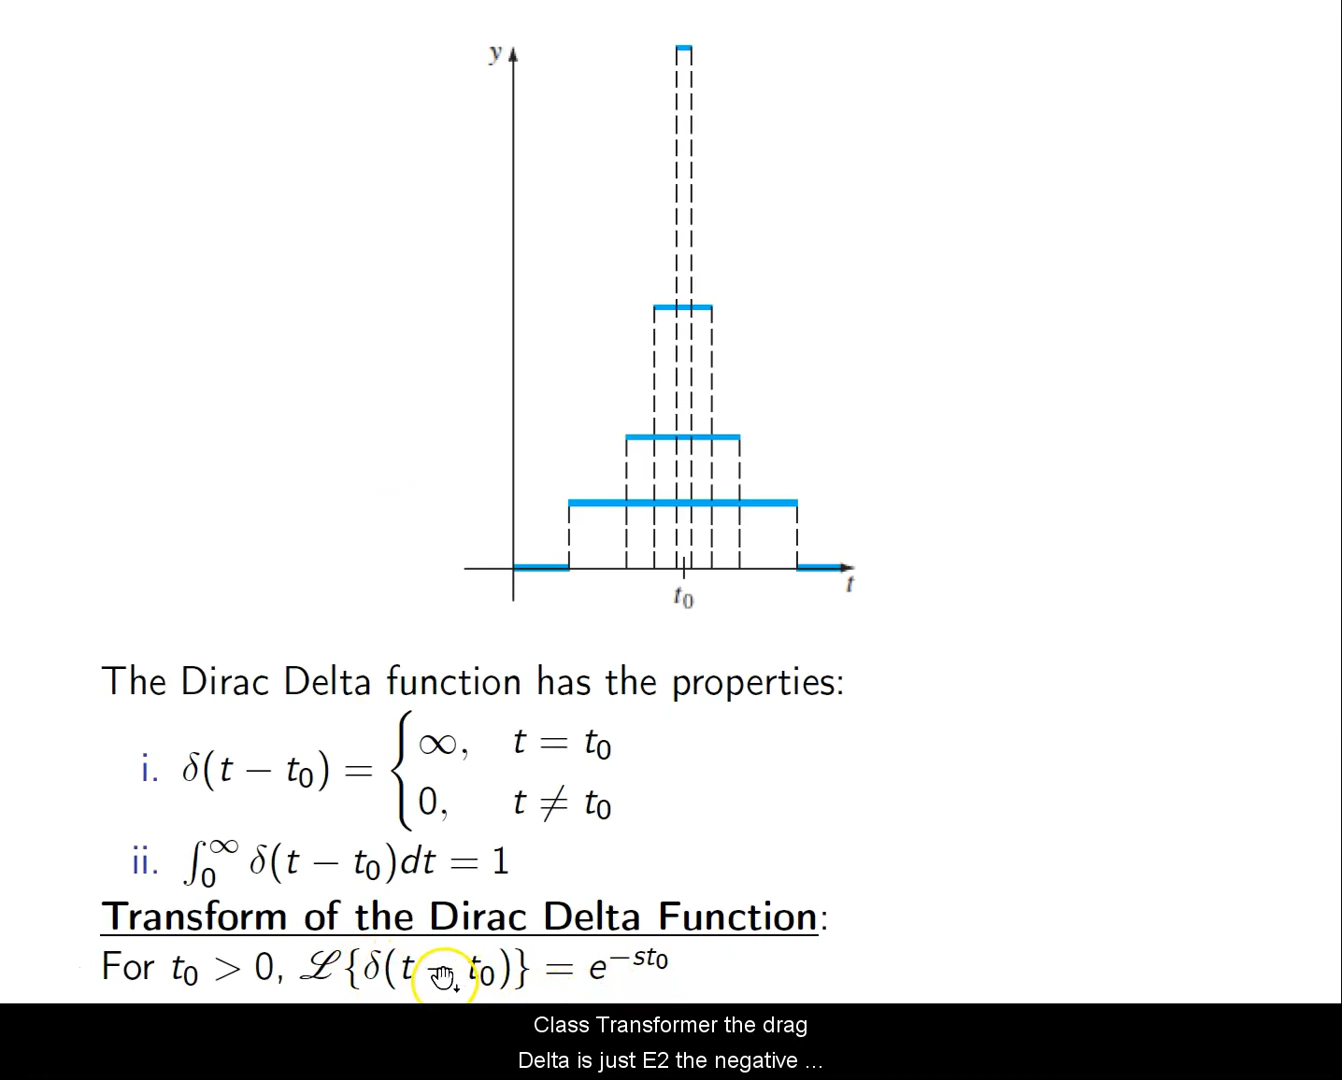 y
t₀
t
The Dirac Delta function has the properties:
i. δ(t − t₀) = { ∞, t = t₀
0, t ≠ t₀
ii. ∫₀^∞ δ(t − t₀)dt = 1
Transform of the Dirac Delta Function:
For t₀ > 0, ℒ{δ(t − t₀)} = e^{−st₀}
Class Transformer the drag
Delta is just E2 the negative ...